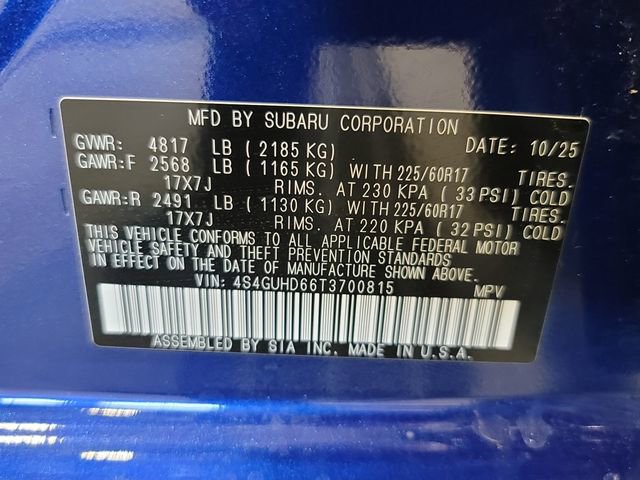 MFD BY SUBARU CORPORATION DATE: 10/25
GVWR: 4817 LB (2185 KG)
GAWR:F 2568 LB (1165 KG) WITH 225/60R17 TIRES.
17X7J RIMS. AT 230 KPA (33 PSI) COLD
GAWR:R 2491 LB (1130 KG) WITH 225/60R17 TIRES.
17X7J RIMS. AT 220 KPA (32 PSI) COLD
THIS VEHICLE CONFORMS TO ALL APPLICABLE FEDERAL MOTOR
VEHICLE SAFETY AND THEFT PREVENTION STANDARDS
IN EFFECT ON THE DATE OF MANUFACTURE SHOWN ABOVE.
VIN: 4S4GUHD66T3700815 MPV
ASSEMBLED BY SIA INC. MADE IN U.S.A.